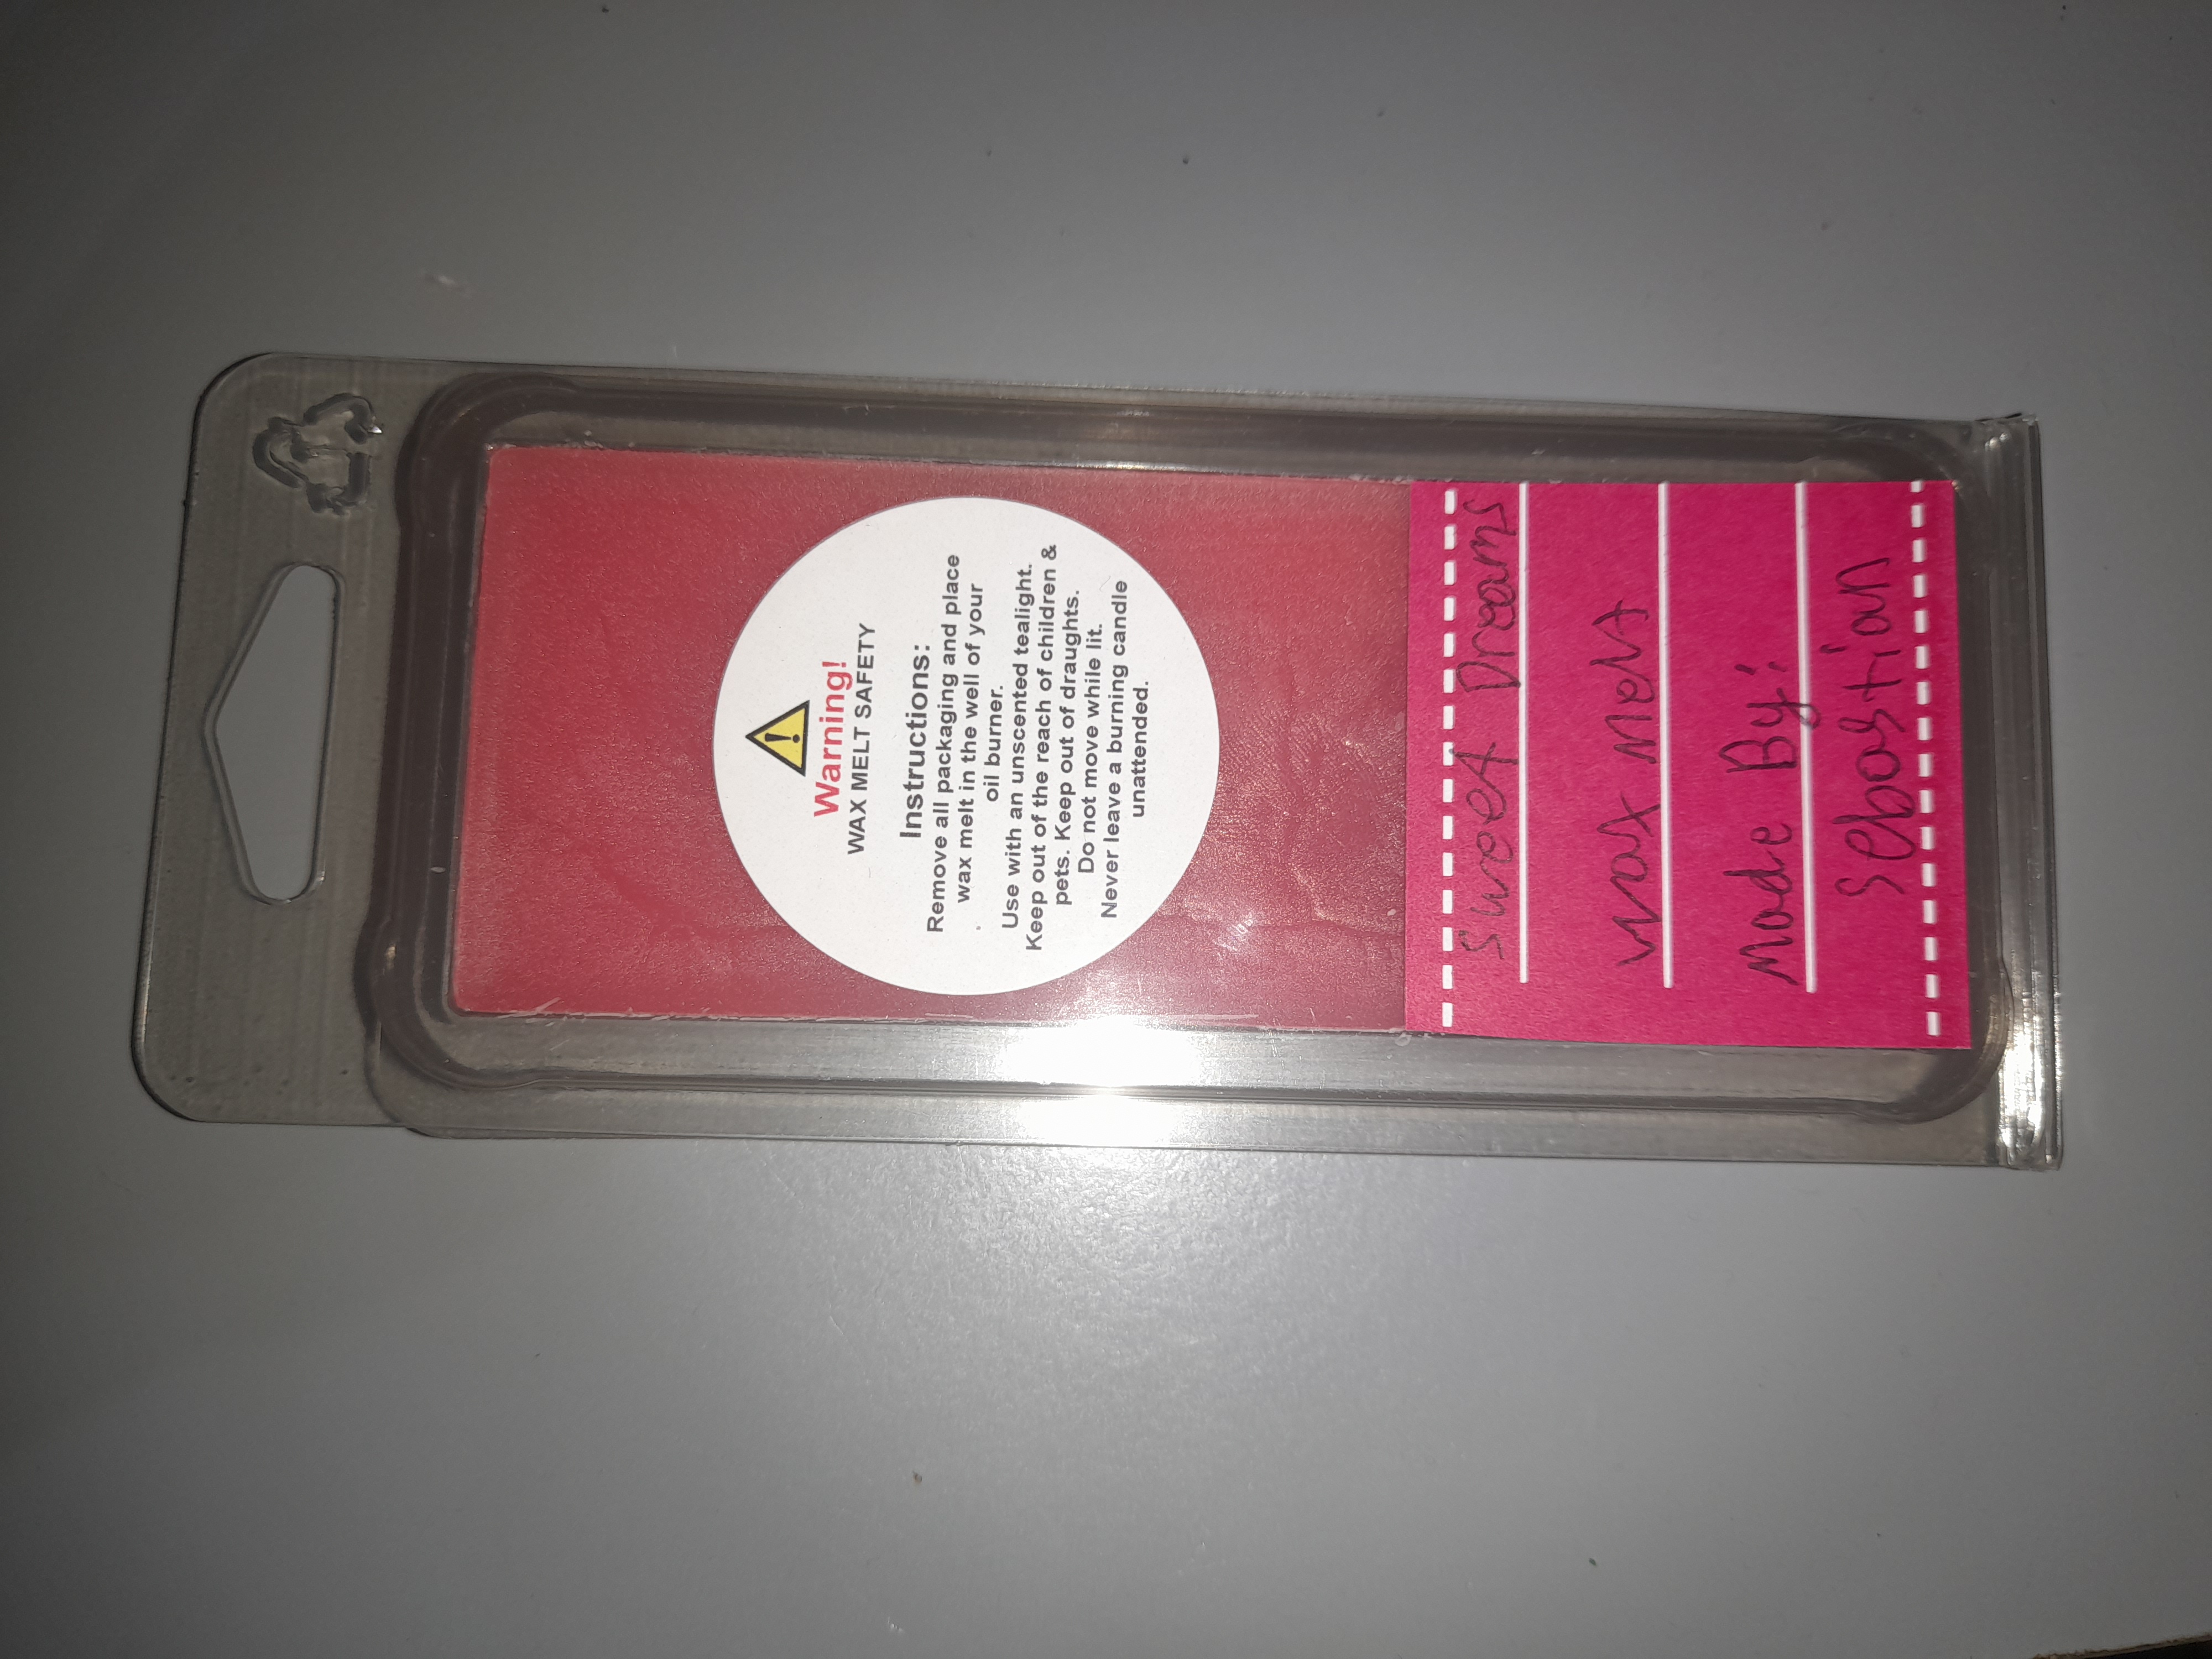 Warning!
WAX MELT SAFETY
Instructions:
Remove all packaging and place
wax melt in the well of your
oil burner.
Use with an unscented tealight.
Keep out of the reach of children &
pets. Keep out of draughts.
Do not move while lit.
Never leave a burning candle
unattended.
Sweet Dreams
Wax Melt
Made By:
Sebastian